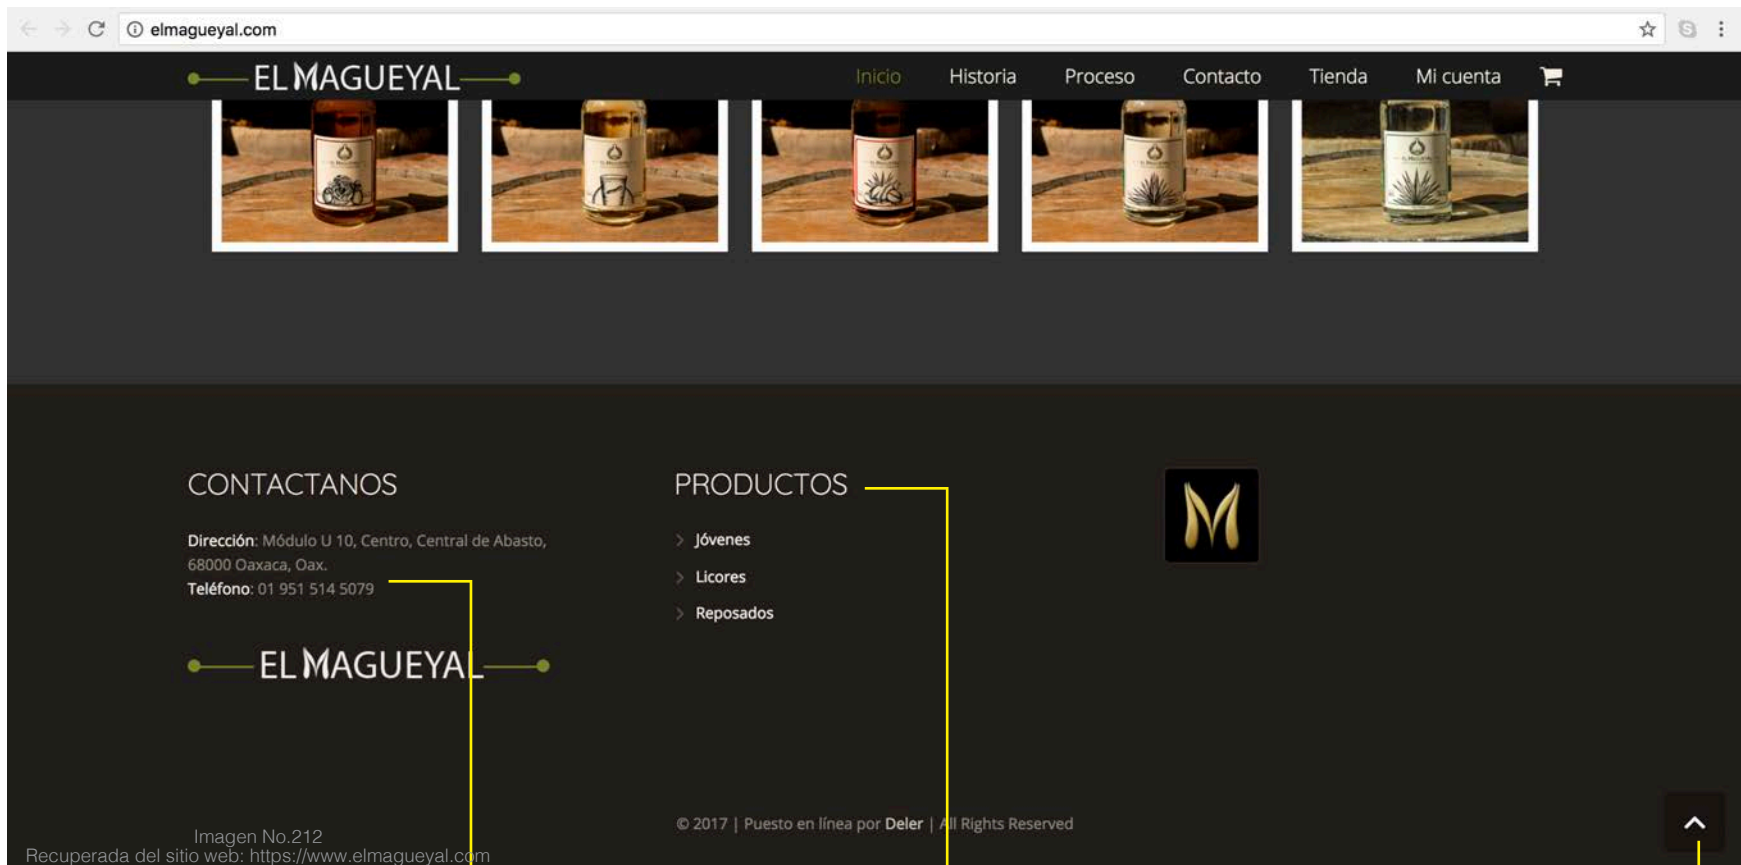 elmagueyal.com
EL MAGUEYAL
Inicio Historia Proceso Contacto Tienda Mi cuenta
CONTACTANOS
Dirección: Módulo U 10, Centro, Central de Abasto,
68000 Oaxaca, Oax.
Teléfono: 01 951 514 5079
EL MAGUEYAL
PRODUCTOS
Jóvenes
Licores
Reposados
M
© 2017 | Puesto en línea por Deler | All Rights Reserved
Imagen No.212
Recuperada del sitio web: https://www.elmagueyal.com